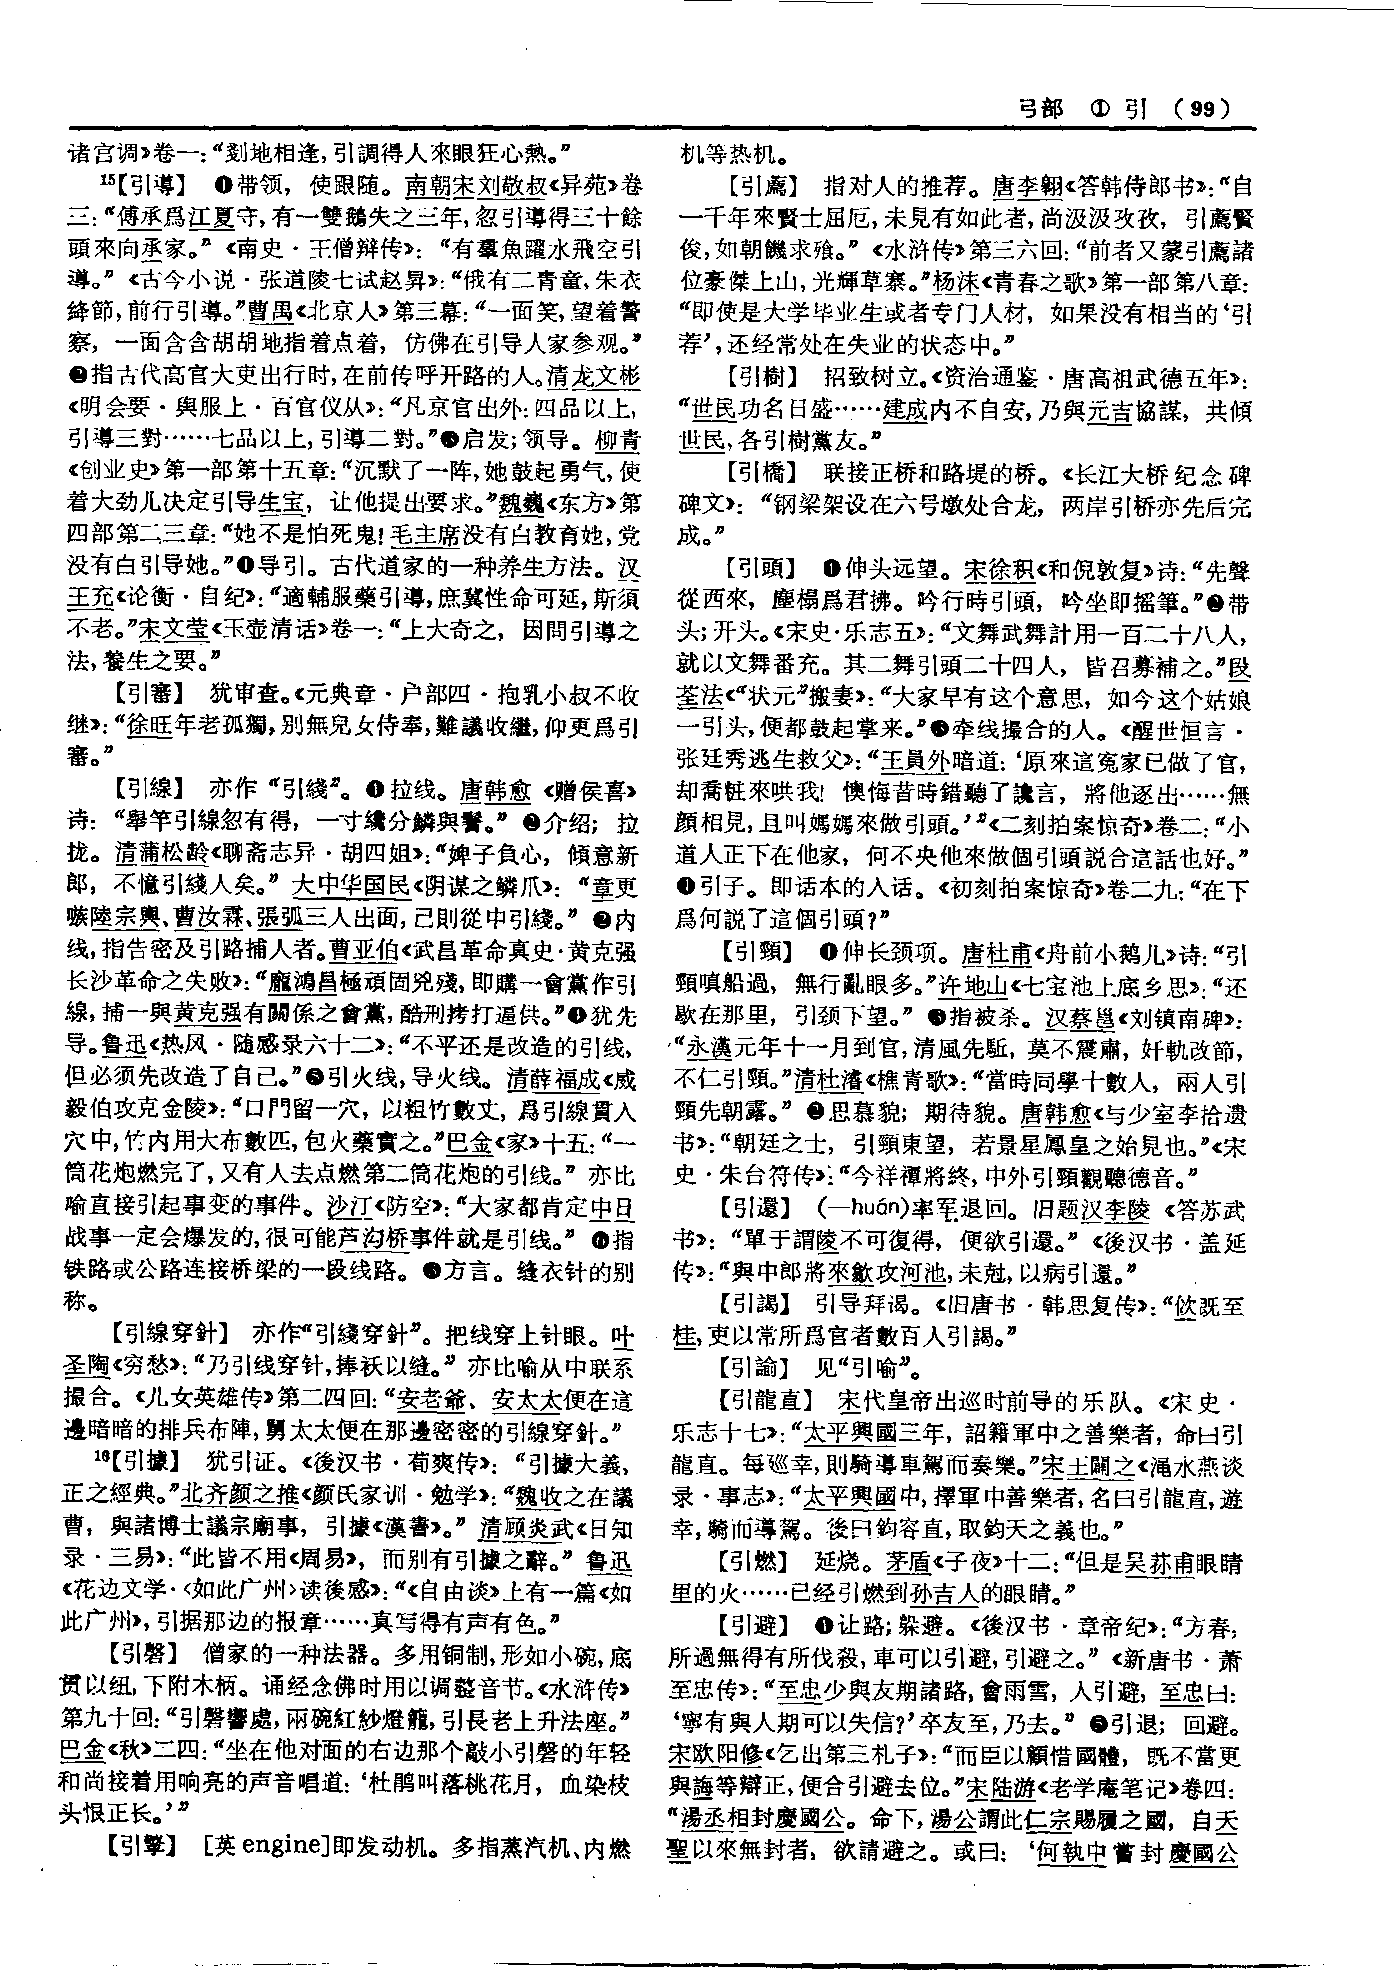 弓部 ① 引 (99)
诸宫调》卷一：“剗地相逢，引調得人來眼狂心熱。”
15【引導】 ❶带领，使跟随。南朝宋刘敬叔《异苑》卷
三：“傅承爲江夏守，有一雙鵝失之三年，忽引導得三十餘
頭來向承家。”《南史·王僧辩传》：“有羣魚躍水飛空引
導。”《古今小说·张道陵七试赵昇》：“俄有二青童，朱衣
絳節，前行引導。”曹禺《北京人》第三幕：“一面笑，望着警
察，一面含含胡胡地指着点着，仿佛在引导人家参观。”
❷指古代高官大吏出行时，在前传呼开路的人。清龙文彬
《明会要·舆服上·百官仪从》：“凡京官出外：四品以上，
引導三對……七品以上，引導二對。”❸启发；领导。柳青
《创业史》第一部第十五章：“沉默了一阵，她鼓起勇气，使
着大劲儿决定引导生宝，让他提出要求。”魏巍《东方》第
四部第二三章：“她不是怕死鬼！毛主席没有白教育她，党
没有白引导她。”❹导引。古代道家的一种养生方法。汉
王充《论衡·自纪》：“適輔服藥引導，庶冀性命可延，斯須
不老。”宋文莹《玉壶清话》卷一：“上大奇之，因問引導之
法，養生之要。”
【引審】 犹审查。《元典章·户部四·抱乳小叔不收
继》：“徐旺年老孤獨，别無兒女侍奉，難議收繼，仰更爲引
審。”
【引線】 亦作“引綫”。❶拉线。唐韩愈《赠侯喜》
诗：“舉竿引線忽有得，一寸纔分鱗與鬐。”❷介绍；拉
拢。清蒲松龄《聊斋志异·胡四姐》：“婢子負心，傾意新
郎，不憶引綫人矣。”大中华国民《阴谋之鳞爪》：“章更
嗾陸宗輿、曹汝霖、張弧三人出面，己則從中引綫。”❸内
线，指告密及引路捕人者。曹亚伯《武昌革命真史·黄克强
长沙革命之失败》：“龐鴻昌極頑固兇殘，即購一會黨作引
線，捕一與黄克强有關係之會黨，酷刑拷打逼供。”❹犹先
导。鲁迅《热风·随感录六十二》：“不平还是改造的引线，
但必须先改造了自己。”❺引火线，导火线。清薛福成《威
毅伯攻克金陵》：“口門留一穴，以粗竹數丈，爲引線貫入
穴中，竹内用大布數匹，包火藥實之。”巴金《家》十五：“一
筒花炮燃完了，又有人去点燃第二筒花炮的引线。”亦比
喻直接引起事变的事件。沙汀《防空》：“大家都肯定中日
战事一定会爆发的，很可能芦沟桥事件就是引线。”❻指
铁路或公路连接桥梁的一段线路。❼方言。缝衣针的别
称。
【引線穿針】 亦作“引綫穿針”。把线穿上针眼。叶
圣陶《穷愁》：“乃引线穿针，捧袄以缝。”亦比喻从中联系
撮合。《儿女英雄传》第二四回：“安老爺、安太太便在這
邊暗暗的排兵布陣，舅太太便在那邊密密的引線穿針。”
16【引據】 犹引证。《後汉书·荀爽传》：“引據大義，
正之經典。”北齐颜之推《颜氏家训·勉学》：“魏收之在議
曹，與諸博士議宗廟事，引據《漢書》。”清顾炎武《日知
录·三易》：“此皆不用《周易》，而别有引據之辭。”鲁迅
《花边文学·〈如此广州〉读後感》：“《自由谈》上有一篇《如
此广州》，引据那边的报章……真写得有声有色。”
【引磬】 僧家的一种法器。多用铜制，形如小碗，底
贯以纽，下附木柄。诵经念佛时用以调整音节。《水浒传》
第九十回：“引磬響處，兩碗紅紗燈籠，引長老上升法座。”
巴金《秋》二四：“坐在他对面的右边那个敲小引磬的年轻
和尚接着用响亮的声音唱道：‘杜鹃叫落桃花月，血染枝
头恨正长。’”
【引擎】 [英engine]即发动机。多指蒸汽机、内燃
机等热机。
【引薦】 指对人的推荐。唐李翱《答韩侍郎书》：“自
一千年來賢士屈厄，未見有如此者，尚汲汲孜孜，引薦賢
俊，如朝饑求飧。”《水浒传》第三六回：“前者又蒙引薦諸
位豪傑上山，光輝草寨。”杨沫《青春之歌》第一部第八章：
“即使是大学毕业生或者专门人材，如果没有相当的‘引
荐’，还经常处在失业的状态中。”
【引樹】 招致树立。《资治通鉴·唐高祖武德五年》：
“世民功名日盛……建成内不自安，乃與元吉協謀，共傾
世民，各引樹黨友。”
【引橋】 联接正桥和路堤的桥。《长江大桥纪念碑
碑文》：“钢梁架设在六号墩处合龙，两岸引桥亦先后完
成。”
【引頭】 ❶伸头远望。宋徐积《和倪敦复》诗：“先聲
從西來，塵榻爲君拂。吟行時引頭，吟坐即摇筆。”❷带
头；开头。《宋史·乐志五》：“文舞武舞計用一百二十八人，
就以文舞番充。其二舞引頭二十四人，皆召募補之。”段
荃法《“状元”搬妻》：“大家早有这个意思，如今这个姑娘
一引头，便都鼓起掌来。”❸牵线撮合的人。《醒世恒言·
张廷秀逃生救父》：“王員外暗道：‘原來這冤家已做了官，
却喬粧來哄我！懊悔昔時錯聽了讒言，將他逐出……無
顔相見，且叫媽媽來做引頭。’”《二刻拍案惊奇》卷二：“小
道人正下在他家，何不央他來做個引頭説合這話也好。”
❹引子。即话本的入话。《初刻拍案惊奇》卷二九：“在下
爲何説了這個引頭？”
【引頸】 ❶伸长颈项。唐杜甫《舟前小鹅儿》诗：“引
頸嗔船過，無行亂眼多。”许地山《七宝池上底乡思》：“还
歇在那里，引颈下望。”❷指被杀。汉蔡邕《刘镇南碑》：
“永漢元年十一月到官，清風先駈，莫不震肅，奸軌改節，
不仁引頸。”清杜濬《樵青歌》：“當時同學十數人，兩人引
頸先朝露。”❸思慕貌；期待貌。唐韩愈《与少室李拾遗
书》：“朝廷之士，引頸東望，若景星鳳皇之始見也。”《宋
史·朱台符传》：“今祥禫將終，中外引頸觀聽德音。”
【引還】 (—huán)率军退回。旧题汉李陵《答苏武
书》：“單于謂陵不可復得，便欲引還。”《後汉书·盖延
传》：“與中郎將來歙攻河池，未剋，以病引還。”
【引謁】 引导拜谒。《旧唐书·韩思复传》：“佽既至
桂，吏以常所爲官者數百人引謁。”
【引諭】 见“引喻”。
【引龍直】 宋代皇帝出巡时前导的乐队。《宋史·
乐志十七》：“太平興國三年，詔籍軍中之善樂者，命曰引
龍直。每巡幸，則騎導車駕而奏樂。”宋王闢之《渑水燕谈
录·事志》：“太平興國中，擇軍中善樂者，名曰引龍直，遊
幸，騎而導駕。後曰鈞容直，取鈞天之義也。”
【引燃】 延烧。茅盾《子夜》十二：“但是吴荪甫眼睛
里的火……已经引燃到孙吉人的眼睛。”
【引避】 ❶让路；躲避。《後汉书·章帝纪》：“方春，
所過無得有所伐殺，車可以引避，引避之。”《新唐书·萧
至忠传》：“至忠少與友期諸路，會雨雪，人引避，至忠曰：
‘寧有與人期可以失信？’卒友至，乃去。”❷引退；回避。
宋欧阳修《乞出第三札子》：“而臣以顧惜國體，既不當更
與誨等辯正，便合引避去位。”宋陆游《老学庵笔记》卷四：
“湯丞相封慶國公。命下，湯公謂此仁宗賜履之國，自天
聖以來無封者，欲請避之。或曰：‘何執中嘗封慶國公